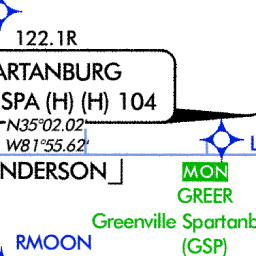 122.1R
ARTANBURG
SPA (H) (H) 104
N35°02.02'
W81°55.62'
NDERSON
MON
GREER
Greenville Spartanb
(GSP)
RMOON